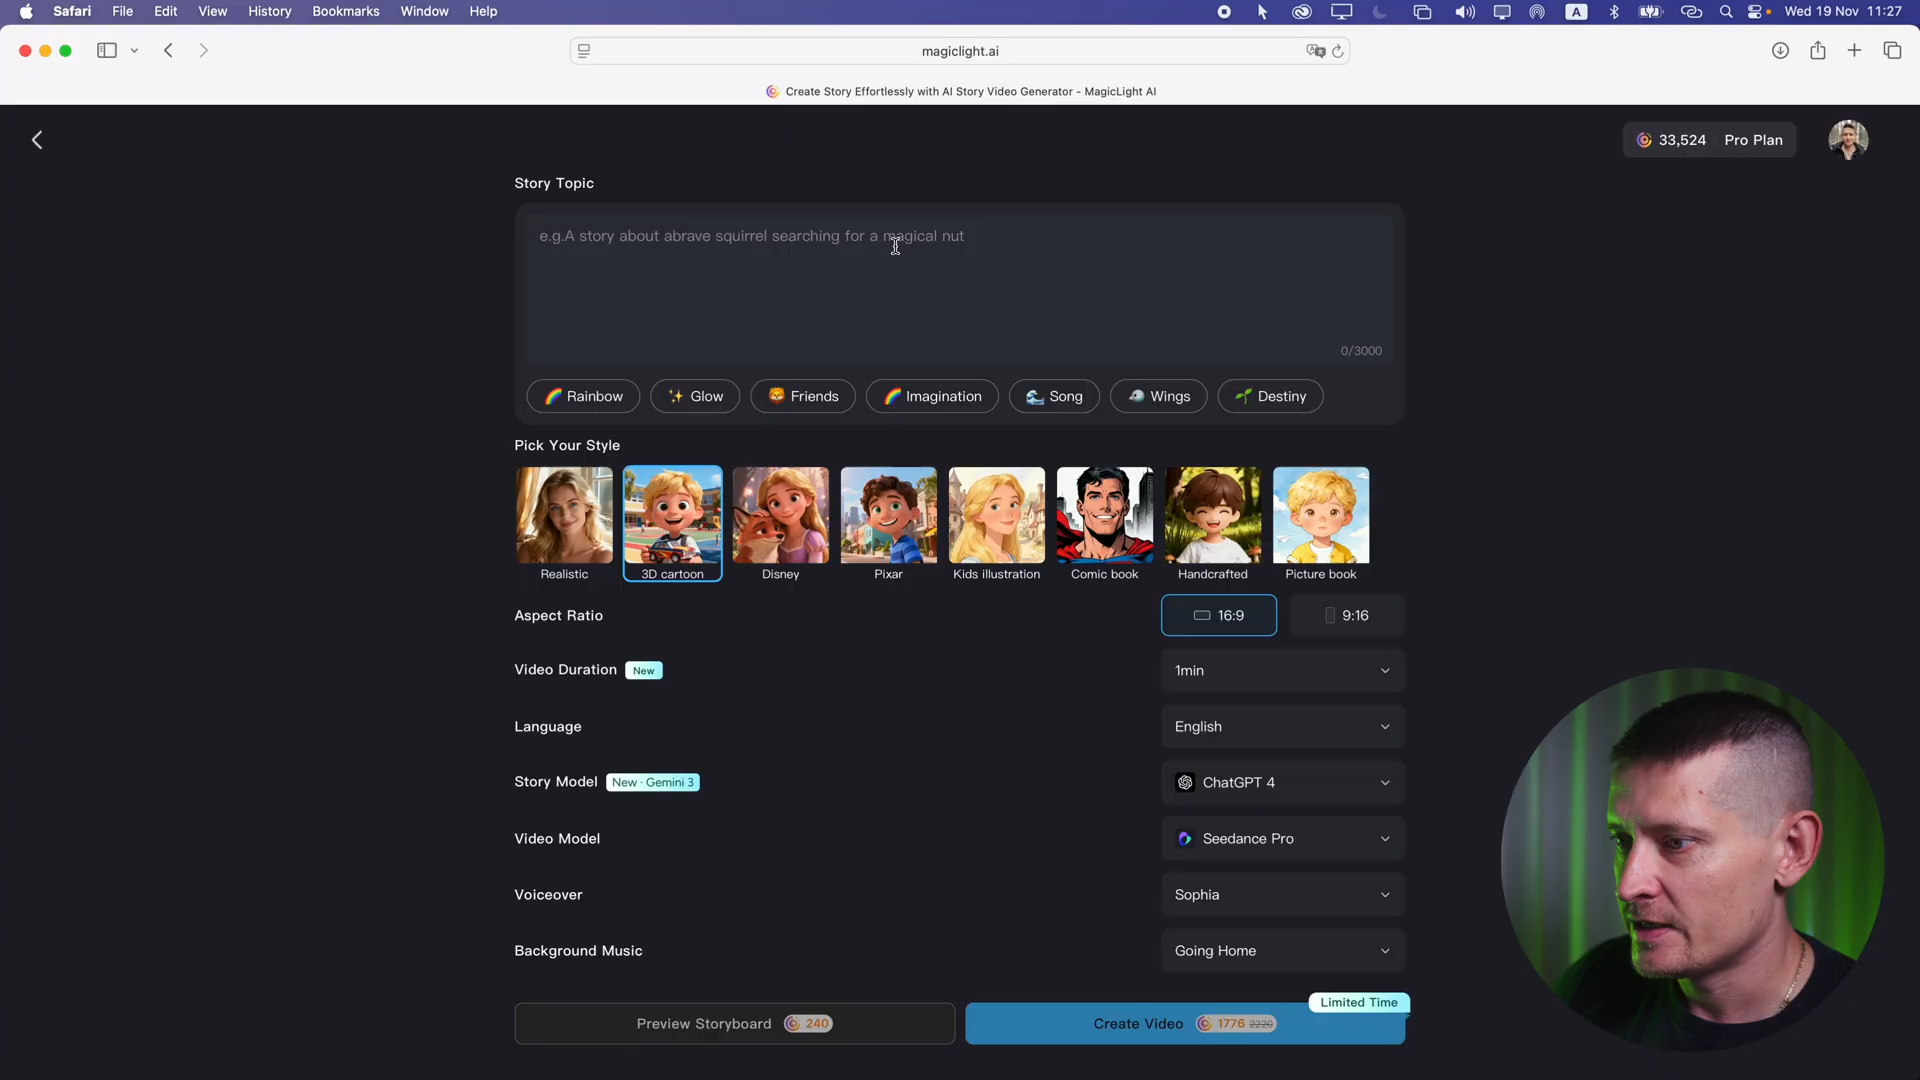 Safari File Edit View History Bookmarks Window Help A Wed 19 Nov 11:27
magiclight.ai
Create Story Effortlessly with AI Story Video Generator - MagicLight AI
33,524 Pro Plan
Story Topic
e.g.A story about abrave squirrel searching for a magical nut
0/3000
Rainbow Glow Friends Imagination Song Wings Destiny
Pick Your Style
Realistic 3D cartoon Disney Pixar Kids illustration Comic book Handcrafted Picture book
Aspect Ratio 16:9 9:16
Video Duration New 1min
Language English
Story Model New · Gemini 3 ChatGPT 4
Video Model Seedance Pro
Voiceover Sophia
Background Music Going Home
Limited Time
Preview Storyboard 240 Create Video 1776 2220